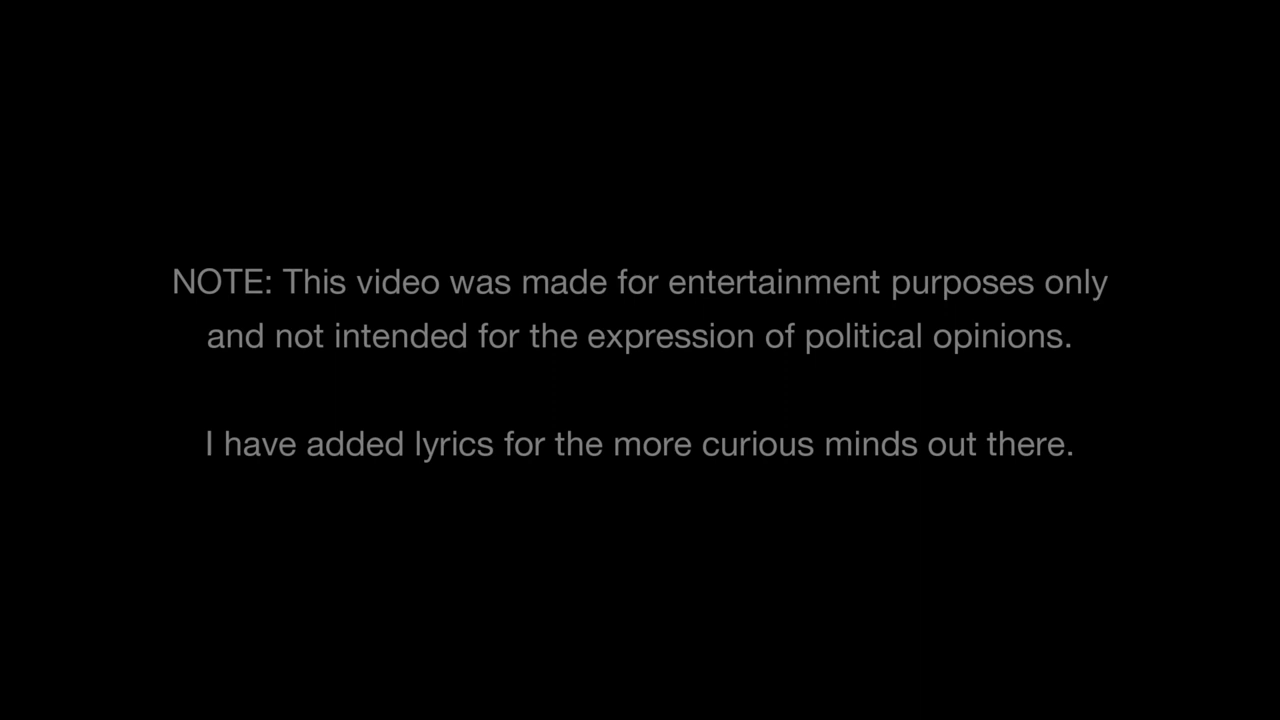 NOTE: This video was made for entertainment purposes only
and not intended for the expression of political opinions.
I have added lyrics for the more curious minds out there.